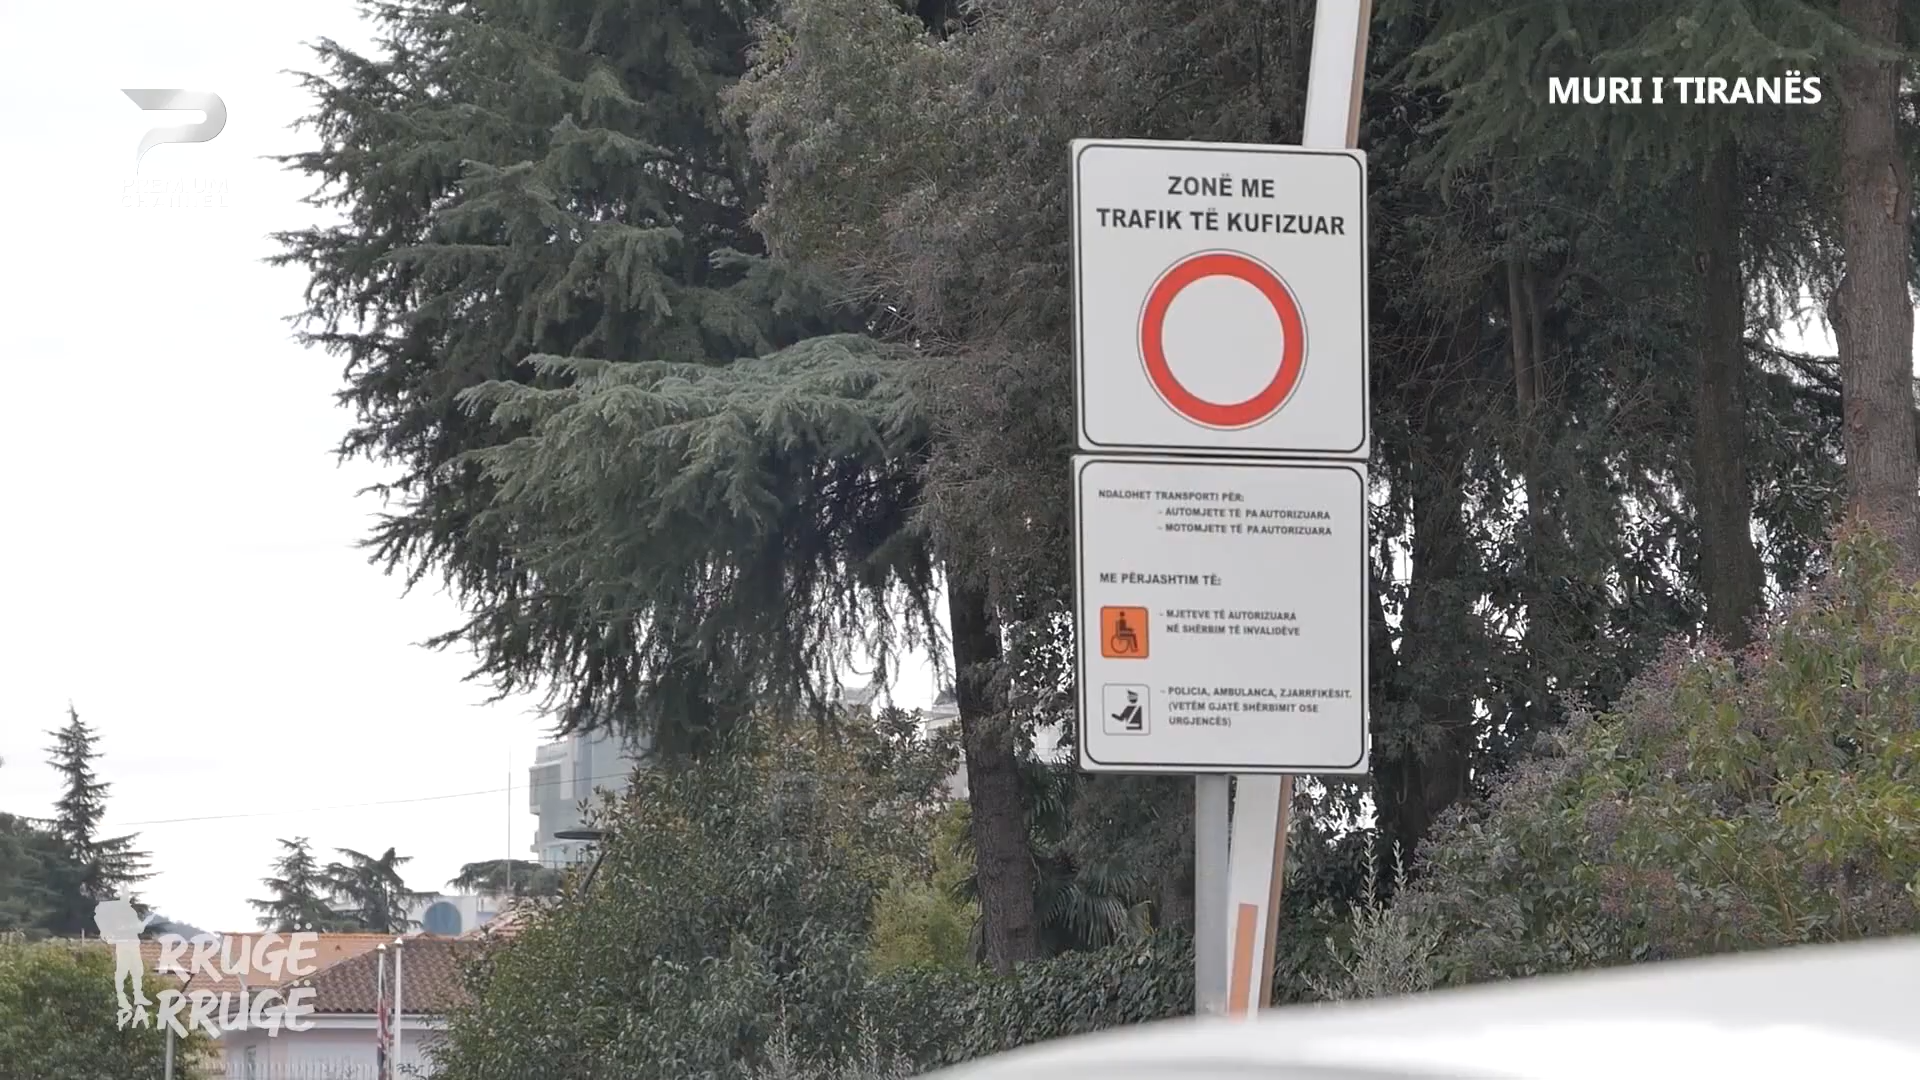 PREMIUM
CHANNEL
MURI I TIRANËS
ZONË ME
TRAFIK TË KUFIZUAR
NDALOHET TRANSPORTI PËR:
- AUTOMJETE TË PA AUTORIZUARA
- MOTOMJETE TË PA AUTORIZUARA
ME PËRJASHTIM TË:
- MJETEVE TË AUTORIZUARA
NË SHËRBIM TË INVALIDËVE
- POLICIA, AMBULANCA, ZJARRFIKËSIT.
(VETËM GJATË SHËRBIMIT OSE
URGJENCËS)
RRUGË
PA
RRUGË